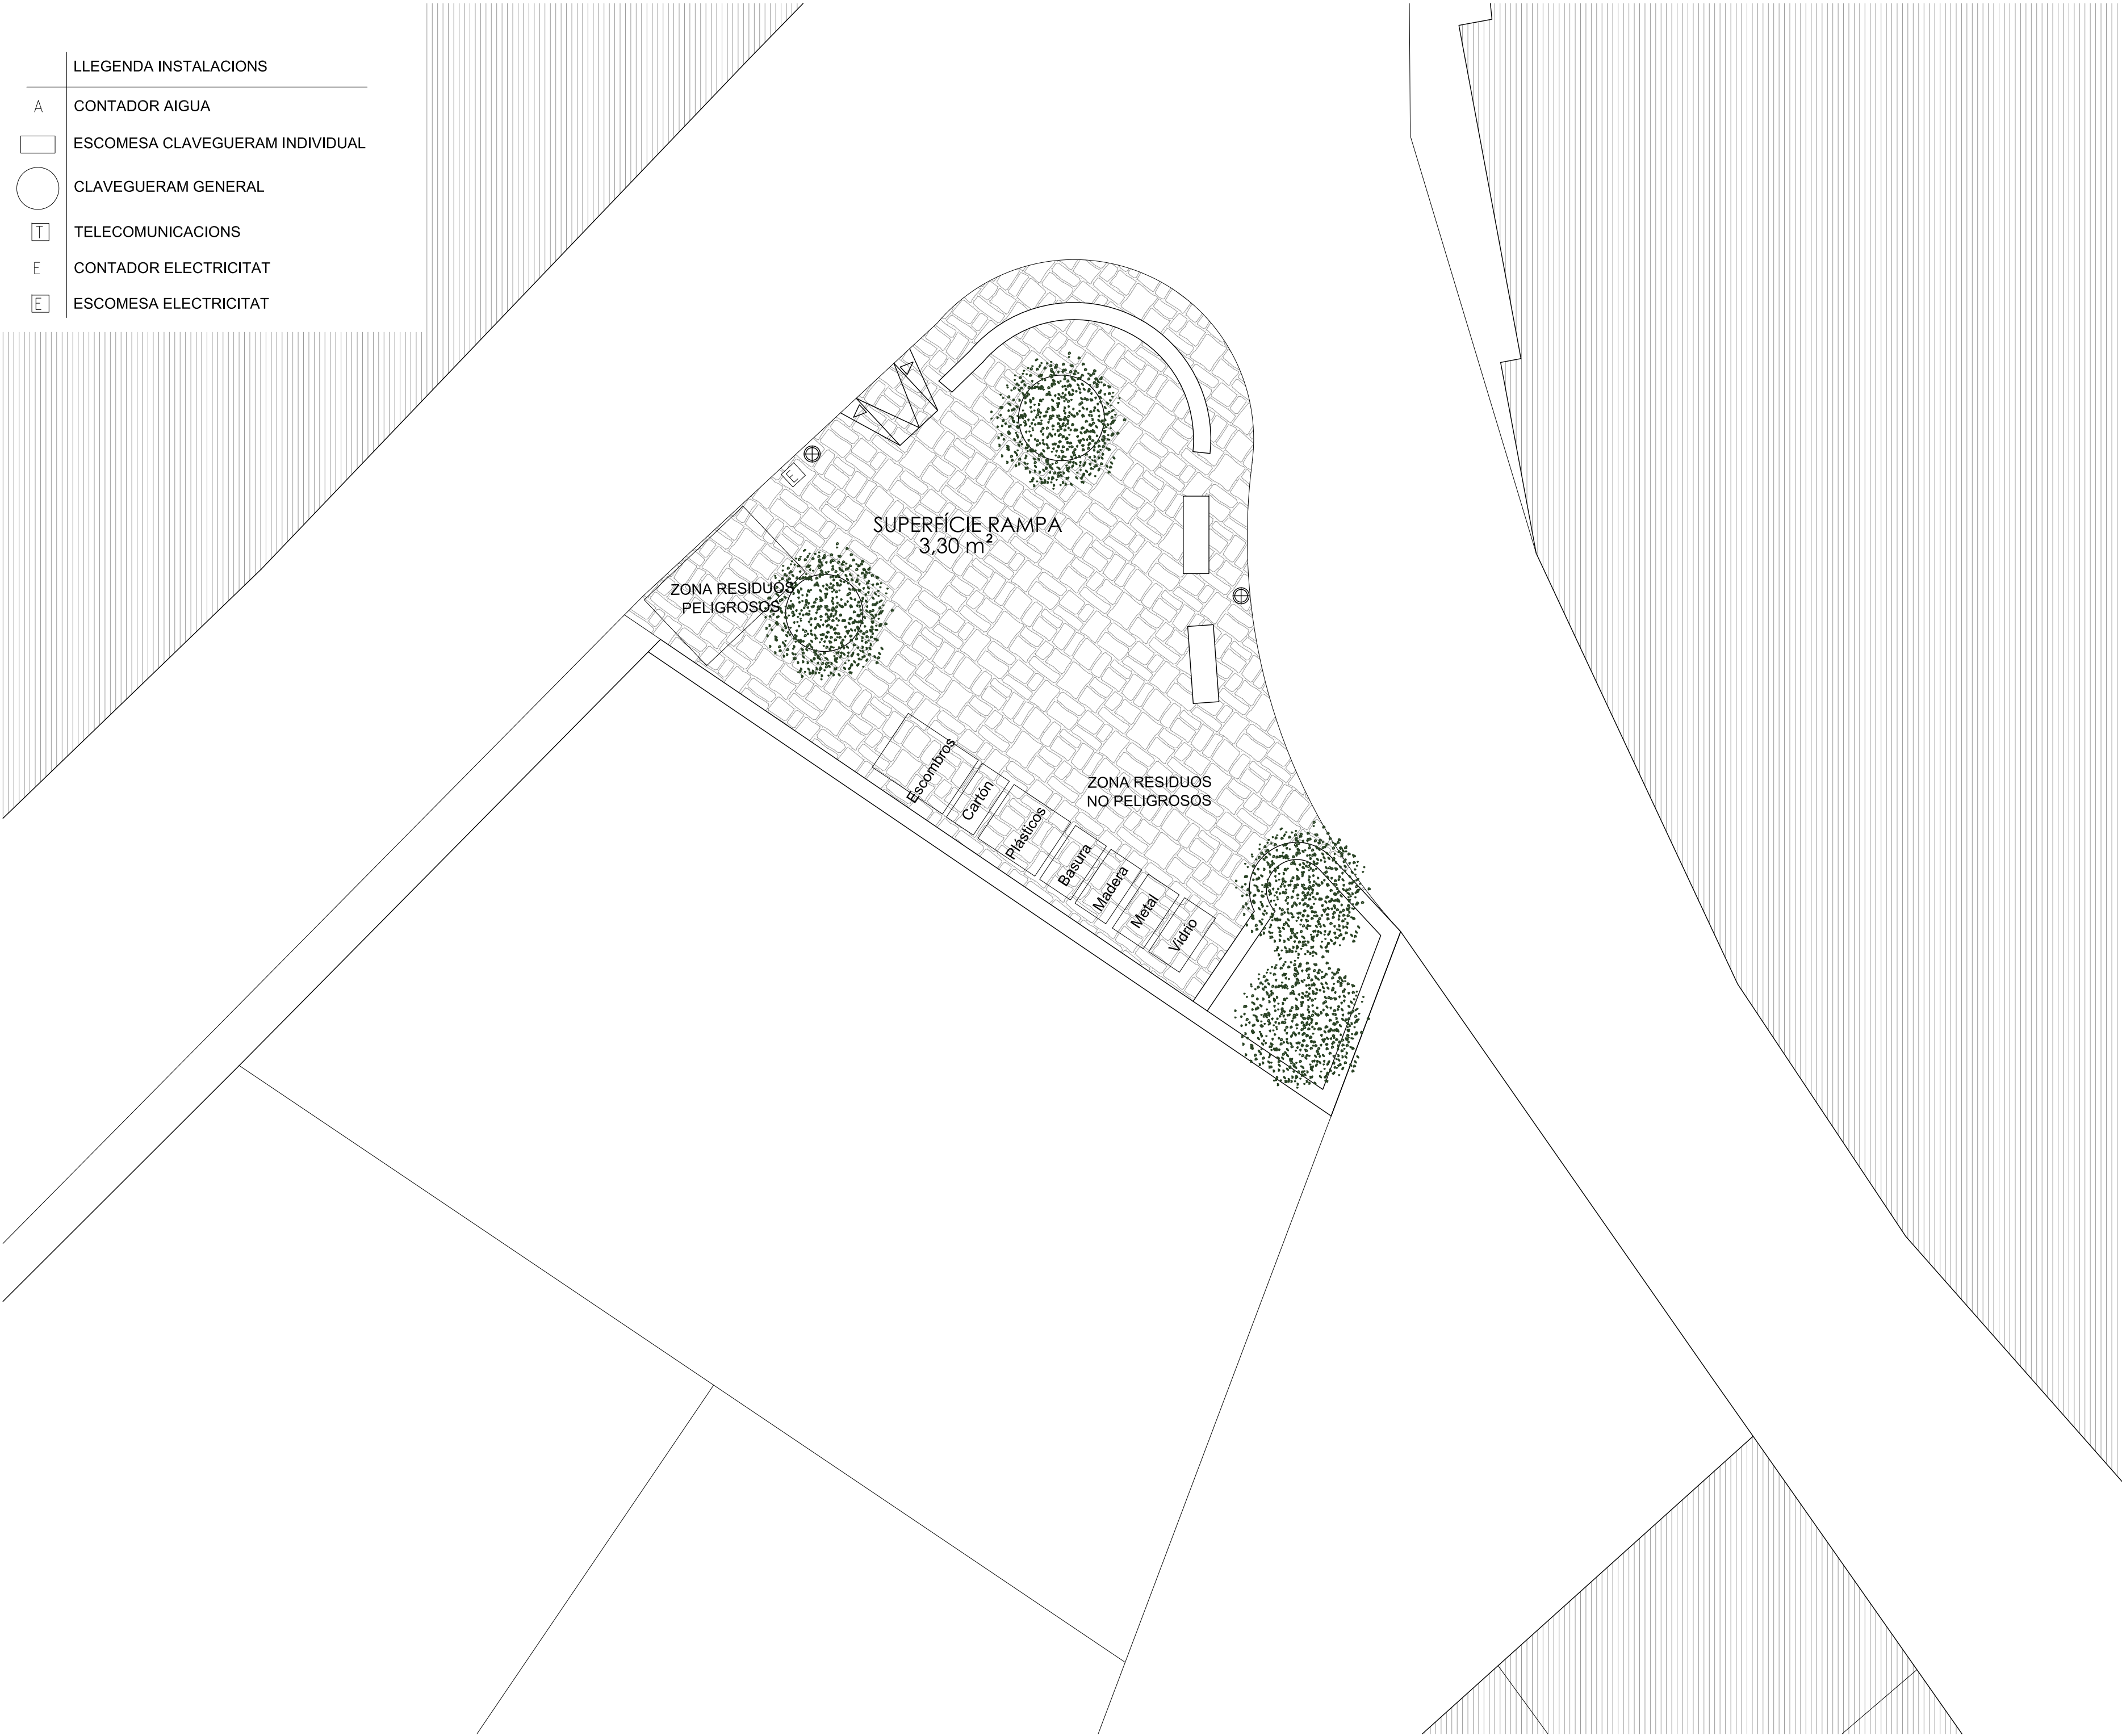 LLEGENDA INSTALACIONS
A CONTADOR AIGUA
ESCOMESA CLAVEGUERAM INDIVIDUAL
CLAVEGUERAM GENERAL
T TELECOMUNICACIONS
E CONTADOR ELECTRICITAT
E ESCOMESA ELECTRICITAT
E
SUPERFÍCIE RAMPA
3,30 m²
ZONA RESIDUOS
PELIGROSOS
Escombros
Cartón
Plásticos
Basura
Madera
Metal
Vidrio
ZONA RESIDUOS
NO PELIGROSOS